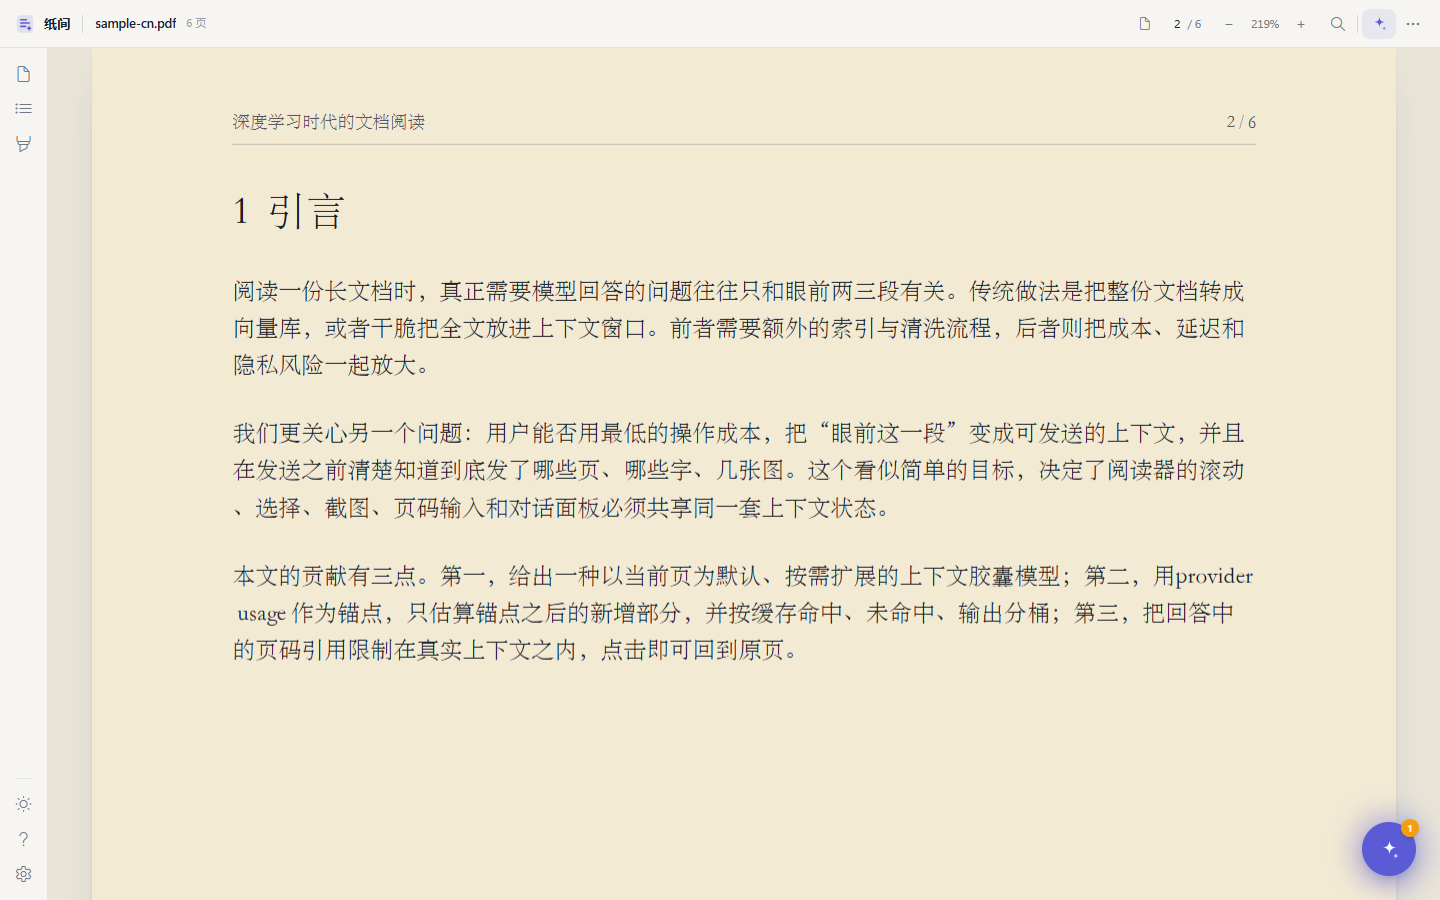 纸间 sample-cn.pdf 6 页 2 / 6 − 219% +
深度学习时代的文档阅读 2 / 6
1 引言
阅读一份长文档时，真正需要模型回答的问题往往只和眼前两三段有关。传统做法是把整份文档转成
向量库，或者干脆把全文放进上下文窗口。前者需要额外的索引与清洗流程，后者则把成本、延迟和
隐私风险一起放大。
我们更关心另一个问题：用户能否用最低的操作成本，把“眼前这一段”变成可发送的上下文，并且
在发送之前清楚知道到底发了哪些页、哪些字、几张图。这个看似简单的目标，决定了阅读器的滚动
、选择、截图、页码输入和对话面板必须共享同一套上下文状态。
本文的贡献有三点。第一，给出一种以当前页为默认、按需扩展的上下文胶囊模型；第二，用provider
usage 作为锚点，只估算锚点之后的新增部分，并按缓存命中、未命中、输出分桶；第三，把回答中
的页码引用限制在真实上下文之内，点击即可回到原页。
1